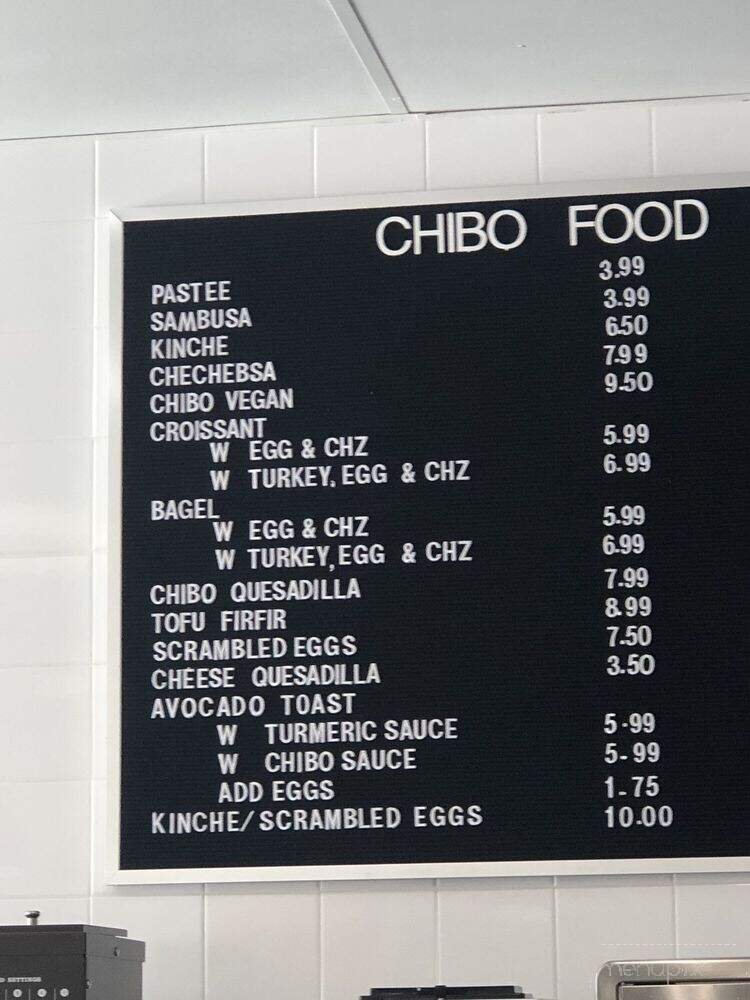 CHIBO FOOD
PASTEE 3.99
SAMBUSA 3.99
KINCHE 6.50
CHECHEBSA 7.99
CHIBO VEGAN 9.50
CROISSANT
W EGG & CHZ 5.99
W TURKEY, EGG & CHZ 6.99
BAGEL
W EGG & CHZ 5.99
W TURKEY, EGG & CHZ 6.99
CHIBO QUESADILLA 7.99
TOFU FIRFIR 8.99
SCRAMBLED EGGS 7.50
CHEESE QUESADILLA 3.50
AVOCADO TOAST
W TURMERIC SAUCE 5.99
W CHIBO SAUCE 5-99
ADD EGGS 1-75
KINCHE/SCRAMBLED EGGS 10.00
SETTINGS